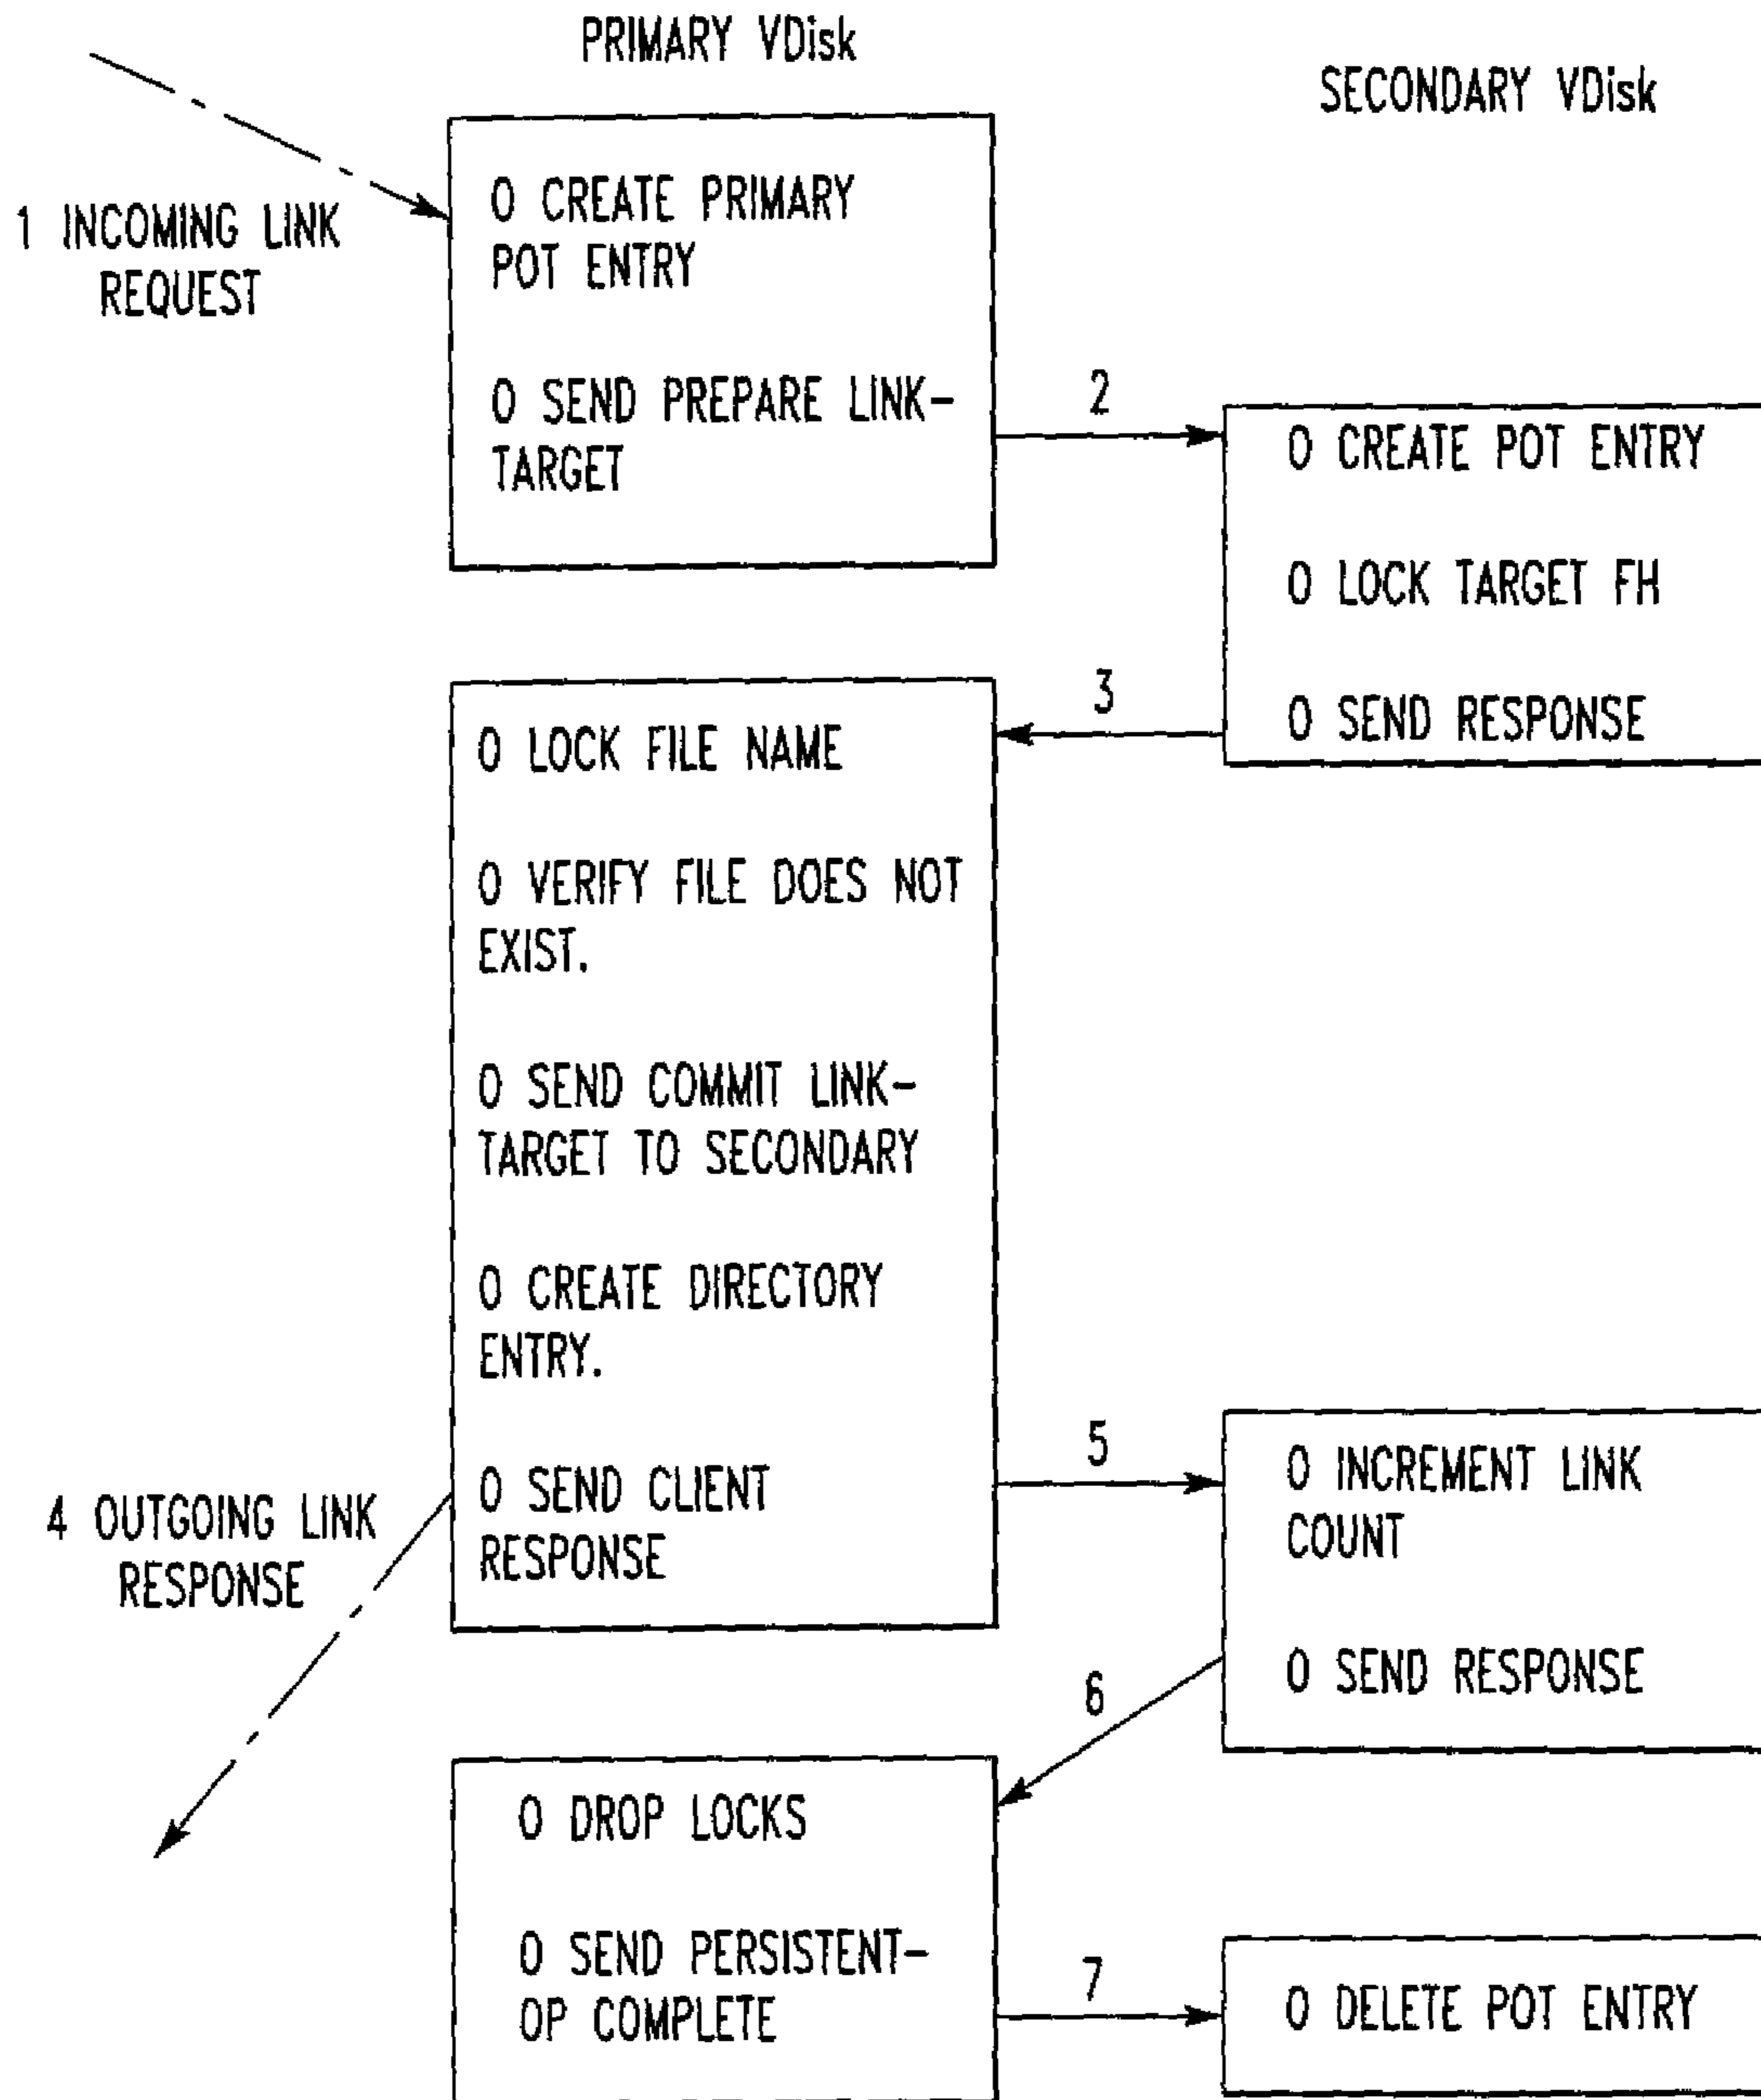 PRIMARY VDisk
SECONDARY VDisk
1 INCOMING LINK
REQUEST
O CREATE PRIMARY
POT ENTRY
O SEND PREPARE LINK-
TARGET
2
O CREATE POT ENTRY
O LOCK TARGET FH
O SEND RESPONSE
3
O LOCK FILE NAME
O VERIFY FILE DOES NOT
EXIST.
O SEND COMMIT LINK-
TARGET TO SECONDARY
O CREATE DIRECTORY
ENTRY.
O SEND CLIENT
RESPONSE
4 OUTGOING LINK
RESPONSE
5
O INCREMENT LINK
COUNT
O SEND RESPONSE
6
O DROP LOCKS
O SEND PERSISTENT-
OP COMPLETE
7
O DELETE POT ENTRY